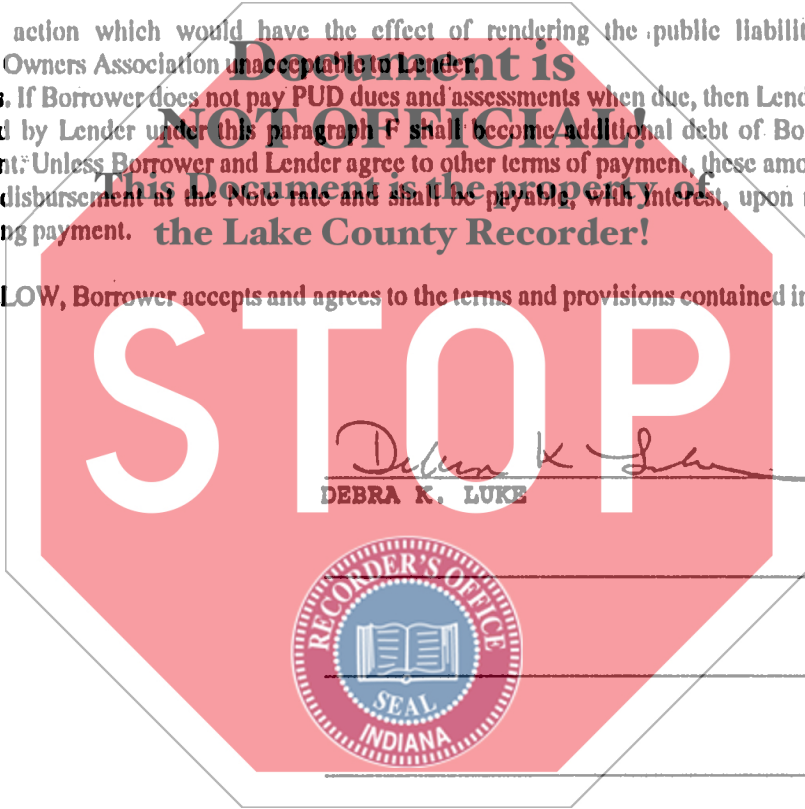 action which would have the effect of rendering the public liabili
Owners Association unacceptable to Lender.
Document is
s. If Borrower does not pay PUD dues and assessments when due, then Lend
NOT OFFICIAL!
d by Lender under this paragraph F shall become additional debt of Bo
nt. Unless Borrower and Lender agree to other terms of payment, these amo
This Document is the property of
disbursement at the Note rate and shall be payable, with interest, upon
ng payment.
the Lake County Recorder!
LOW, Borrower accepts and agrees to the terms and provisions contained in
STOP
DEBRA K. LUKE
RECORDER'S OFFICE
SEAL
INDIANA